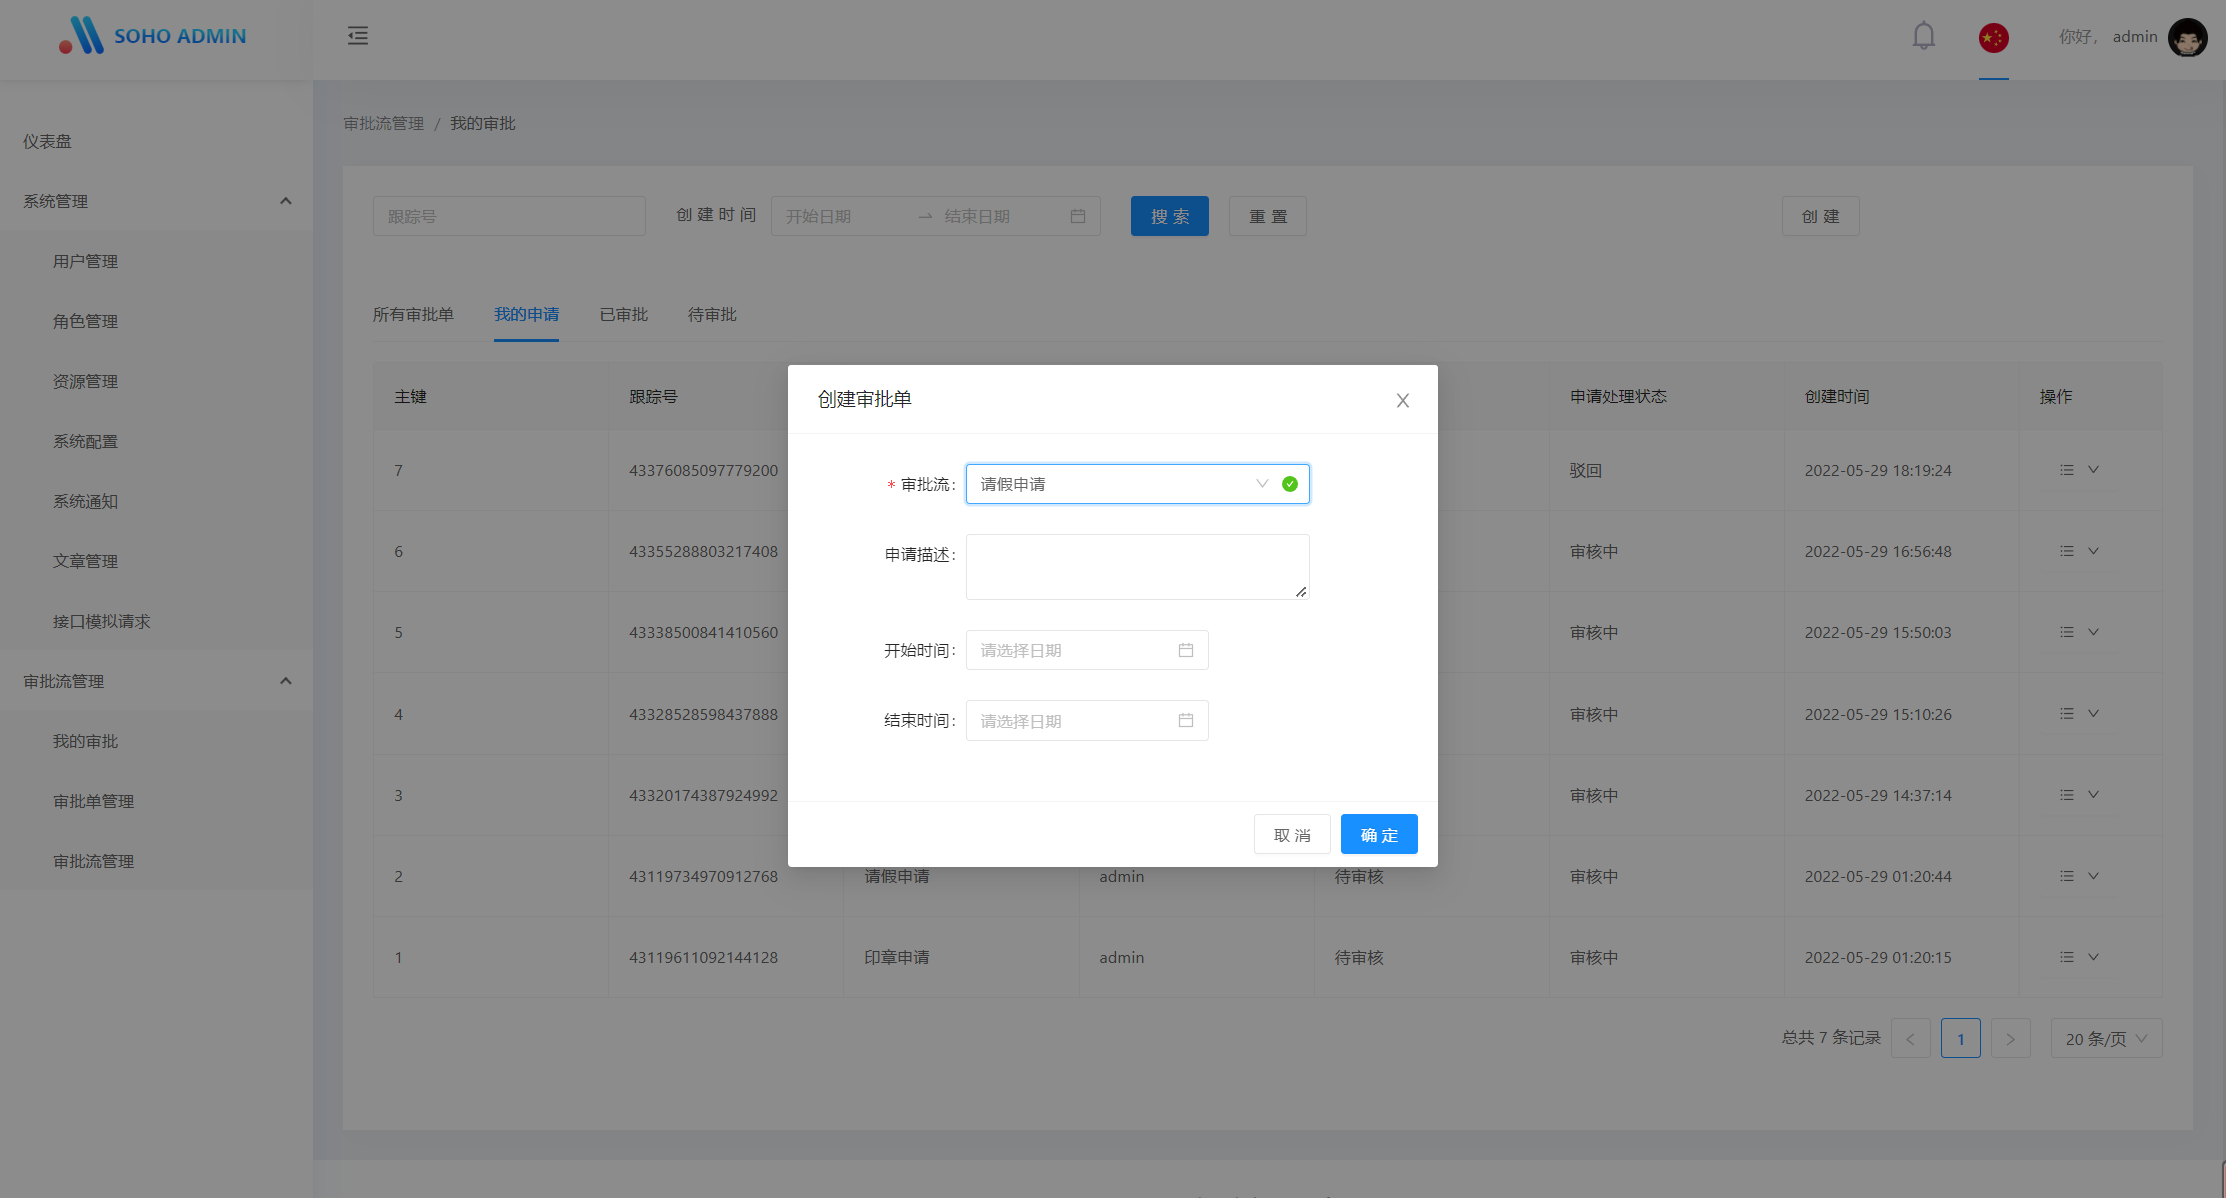 SOHO ADMIN
你好， admin
仪表盘
系统管理
用户管理
角色管理
资源管理
系统配置
系统通知
文章管理
接口模拟请求
审批流管理
我的审批
审批单管理
审批流管理
审批流管理 / 我的审批
跟踪号 创建时间 开始日期 结束日期 搜 索 重 置 创 建
所有审批单 我的申请 已审批 待审批
主键 跟踪号 申请处理状态 创建时间 操作
7 43376085097779200 驳回 2022-05-29 18:19:24
6 43355288803217408 审核中 2022-05-29 16:56:48
5 43338500841410560 审核中 2022-05-29 15:50:03
4 43328528598437888 审核中 2022-05-29 15:10:26
3 43320174387924992 审核中 2022-05-29 14:37:14
2 43119734970912768 请假申请 admin 待审核 审核中 2022-05-29 01:20:44
1 43119611092144128 印章申请 admin 待审核 审核中 2022-05-29 01:20:15
总共 7 条记录 1 20 条/页
创建审批单
* 审批流: 请假申请
申请描述:
开始时间: 请选择日期
结束时间: 请选择日期
取 消 确 定